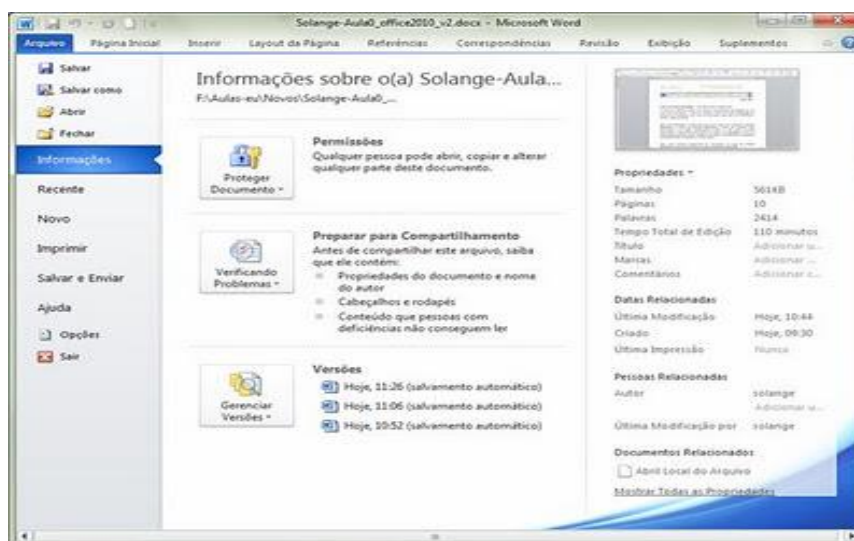 Solange-Aula0_office2010_v2.docx - Microsoft Word
Arquivo Página Inicial Inserir Layout da Página Referências Correspondências Revisão Exibição Suplementos
Salvar
Salvar como
Abrir
Fechar
Informações
Recente
Novo
Imprimir
Salvar e Enviar
Ajuda
Opções
Sair
Informações sobre o(a) Solange-Aula...
F:\Aulas-eu\Novos\Solange-Aula0_...
Proteger
Documento
Permissões
Qualquer pessoa pode abrir, copiar e alterar
qualquer parte deste documento.
Verificando
Problemas
Preparar para Compartilhamento
Antes de compartilhar este arquivo, saiba
que ele contém:
Propriedades do documento e nome
do autor
Cabeçalhos e rodapés
Conteúdo que pessoas com
deficiências não conseguem ler
Gerenciar
Versões
Versões
Hoje, 11:26 (salvamento automático)
Hoje, 11:06 (salvamento automático)
Hoje, 10:52 (salvamento automático)
Propriedades
Tamanho 561KB
Páginas 10
Palavras 2414
Tempo Total de Edição 110 minutos
Título Adicionar u...
Marcas Adicionar ...
Comentários Adicionar c...
Datas Relacionadas
Última Modificação Hoje, 10:44
Criado Hoje, 09:30
Última Impressão Nunca
Pessoas Relacionadas
Autor solange
Adicionar u...
Última Modificação por solange
Documentos Relacionados
Abrir Local do Arquivo
Mostrar Todas as Propriedades